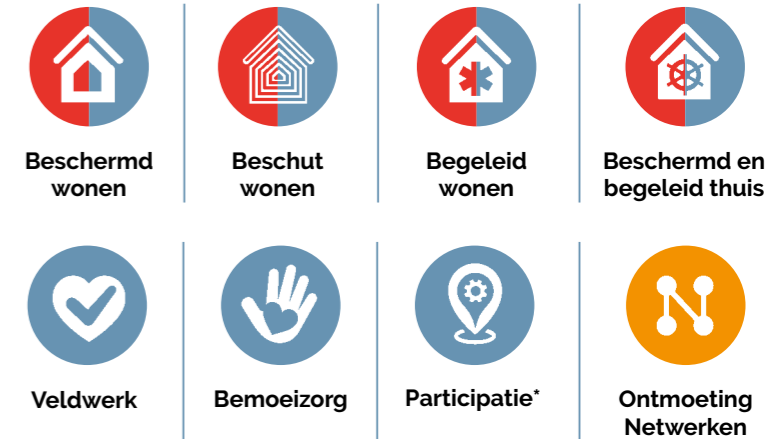 Beschermd
wonen
Beschut
wonen
Begeleid
wonen
Beschermd en
begeleid thuis
Veldwerk
Bemoeizorg
Participatie*
Ontmoeting
Netwerken